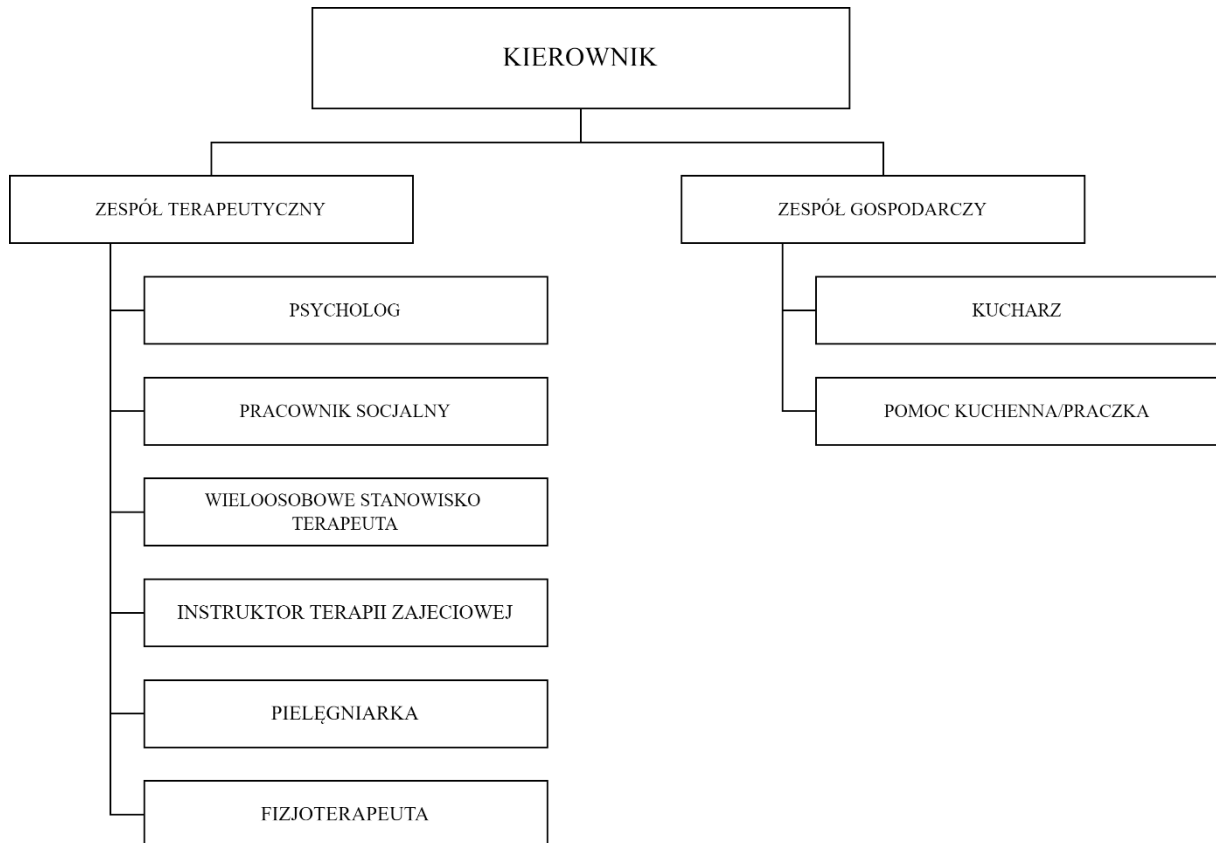 KIEROWNIK
ZESPÓŁ TERAPEUTYCZNY
PSYCHOLOG
PRACOWNIK SOCJALNY
WIELOOSOBOWE STANOWISKO
TERAPEUTA
INSTRUKTOR TERAPII ZAJECIOWEJ
PIELĘGNIARKA
FIZJOTERAPEUTA
ZESPÓŁ GOSPODARCZY
KUCHARZ
POMOC KUCHENNA/PRACZKA